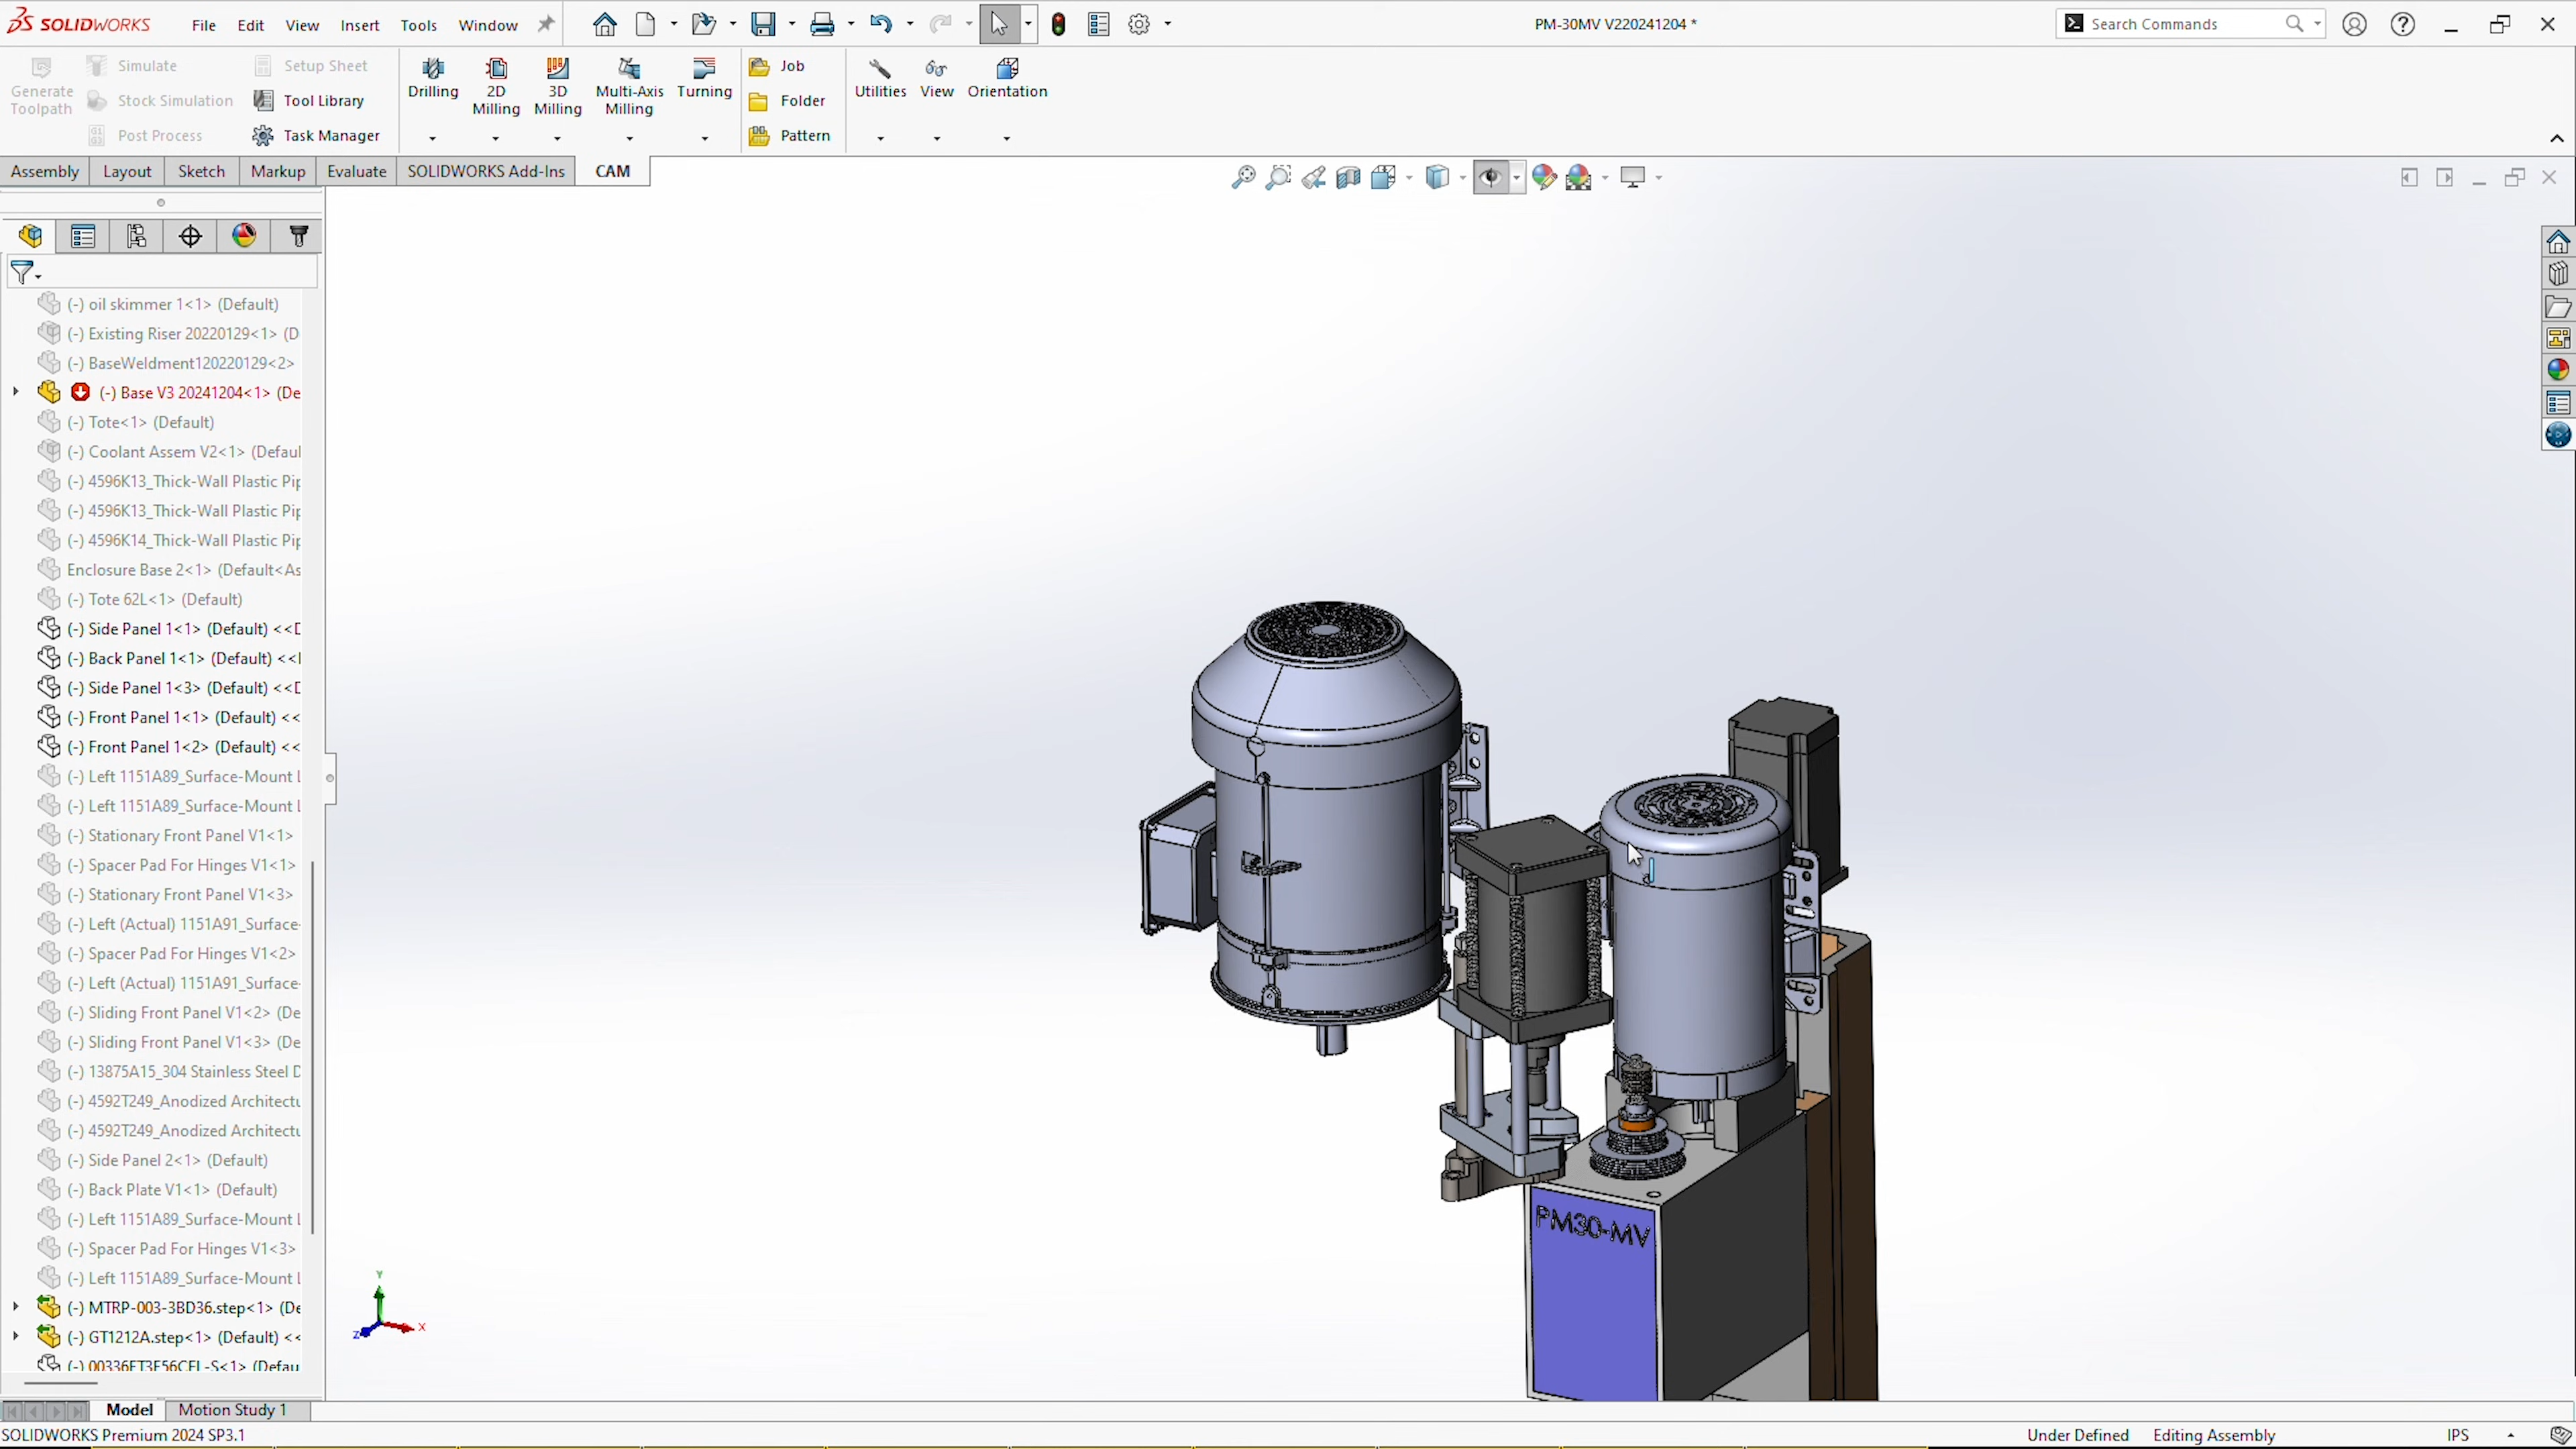 SOLIDWORKS File Edit View Insert Tools Window
PM-30MV V220241204 *
Search Commands
Generate Toolpath
Simulate
Stock Simulation
Post Process
Setup Sheet
Tool Library
Task Manager
Drilling
2D Milling
3D Milling
Multi-Axis Milling
Turning
Job
Folder
Pattern
Utilities
View
Orientation
Assembly Layout Sketch Markup Evaluate SOLIDWORKS Add-Ins CAM
(-) oil skimmer 1<1> (Default)
(-) Existing Riser 20220129<1> (D
(-) BaseWeldment120220129<2>
(-) Base V3 20241204<1> (De
(-) Tote<1> (Default)
(-) Coolant Assem V2<1> (Defaul
(-) 4596K13_Thick-Wall Plastic Pip
(-) 4596K13_Thick-Wall Plastic Pip
(-) 4596K14_Thick-Wall Plastic Pip
Enclosure Base 2<1> (Default<As
(-) Tote 62L<1> (Default)
(-) Side Panel 1<1> (Default) <<D
(-) Back Panel 1<1> (Default) <<
(-) Side Panel 1<3> (Default) <<D
(-) Front Panel 1<1> (Default) <<
(-) Front Panel 1<2> (Default) <<
(-) Left 1151A89_Surface-Mount L
(-) Left 1151A89_Surface-Mount L
(-) Stationary Front Panel V1<1>
(-) Spacer Pad For Hinges V1<1>
(-) Stationary Front Panel V1<3>
(-) Left (Actual) 1151A91_Surface-
(-) Spacer Pad For Hinges V1<2>
(-) Left (Actual) 1151A91_Surface-
(-) Sliding Front Panel V1<2> (De
(-) Sliding Front Panel V1<3> (De
(-) 13875A15_304 Stainless Steel D
(-) 4592T249_Anodized Architectu
(-) 4592T249_Anodized Architectu
(-) Side Panel 2<1> (Default)
(-) Back Plate V1<1> (Default)
(-) Left 1151A89_Surface-Mount L
(-) Spacer Pad For Hinges V1<3>
(-) Left 1151A89_Surface-Mount L
(-) MTRP-003-3BD36.step<1> (De
(-) GT1212A.step<1> (Default) <<
(-) 00336ET3E56CFL-S<1> (Defau
PM30-MV
Y
Z
X
Model Motion Study 1
SOLIDWORKS Premium 2024 SP3.1
Under Defined Editing Assembly IPS